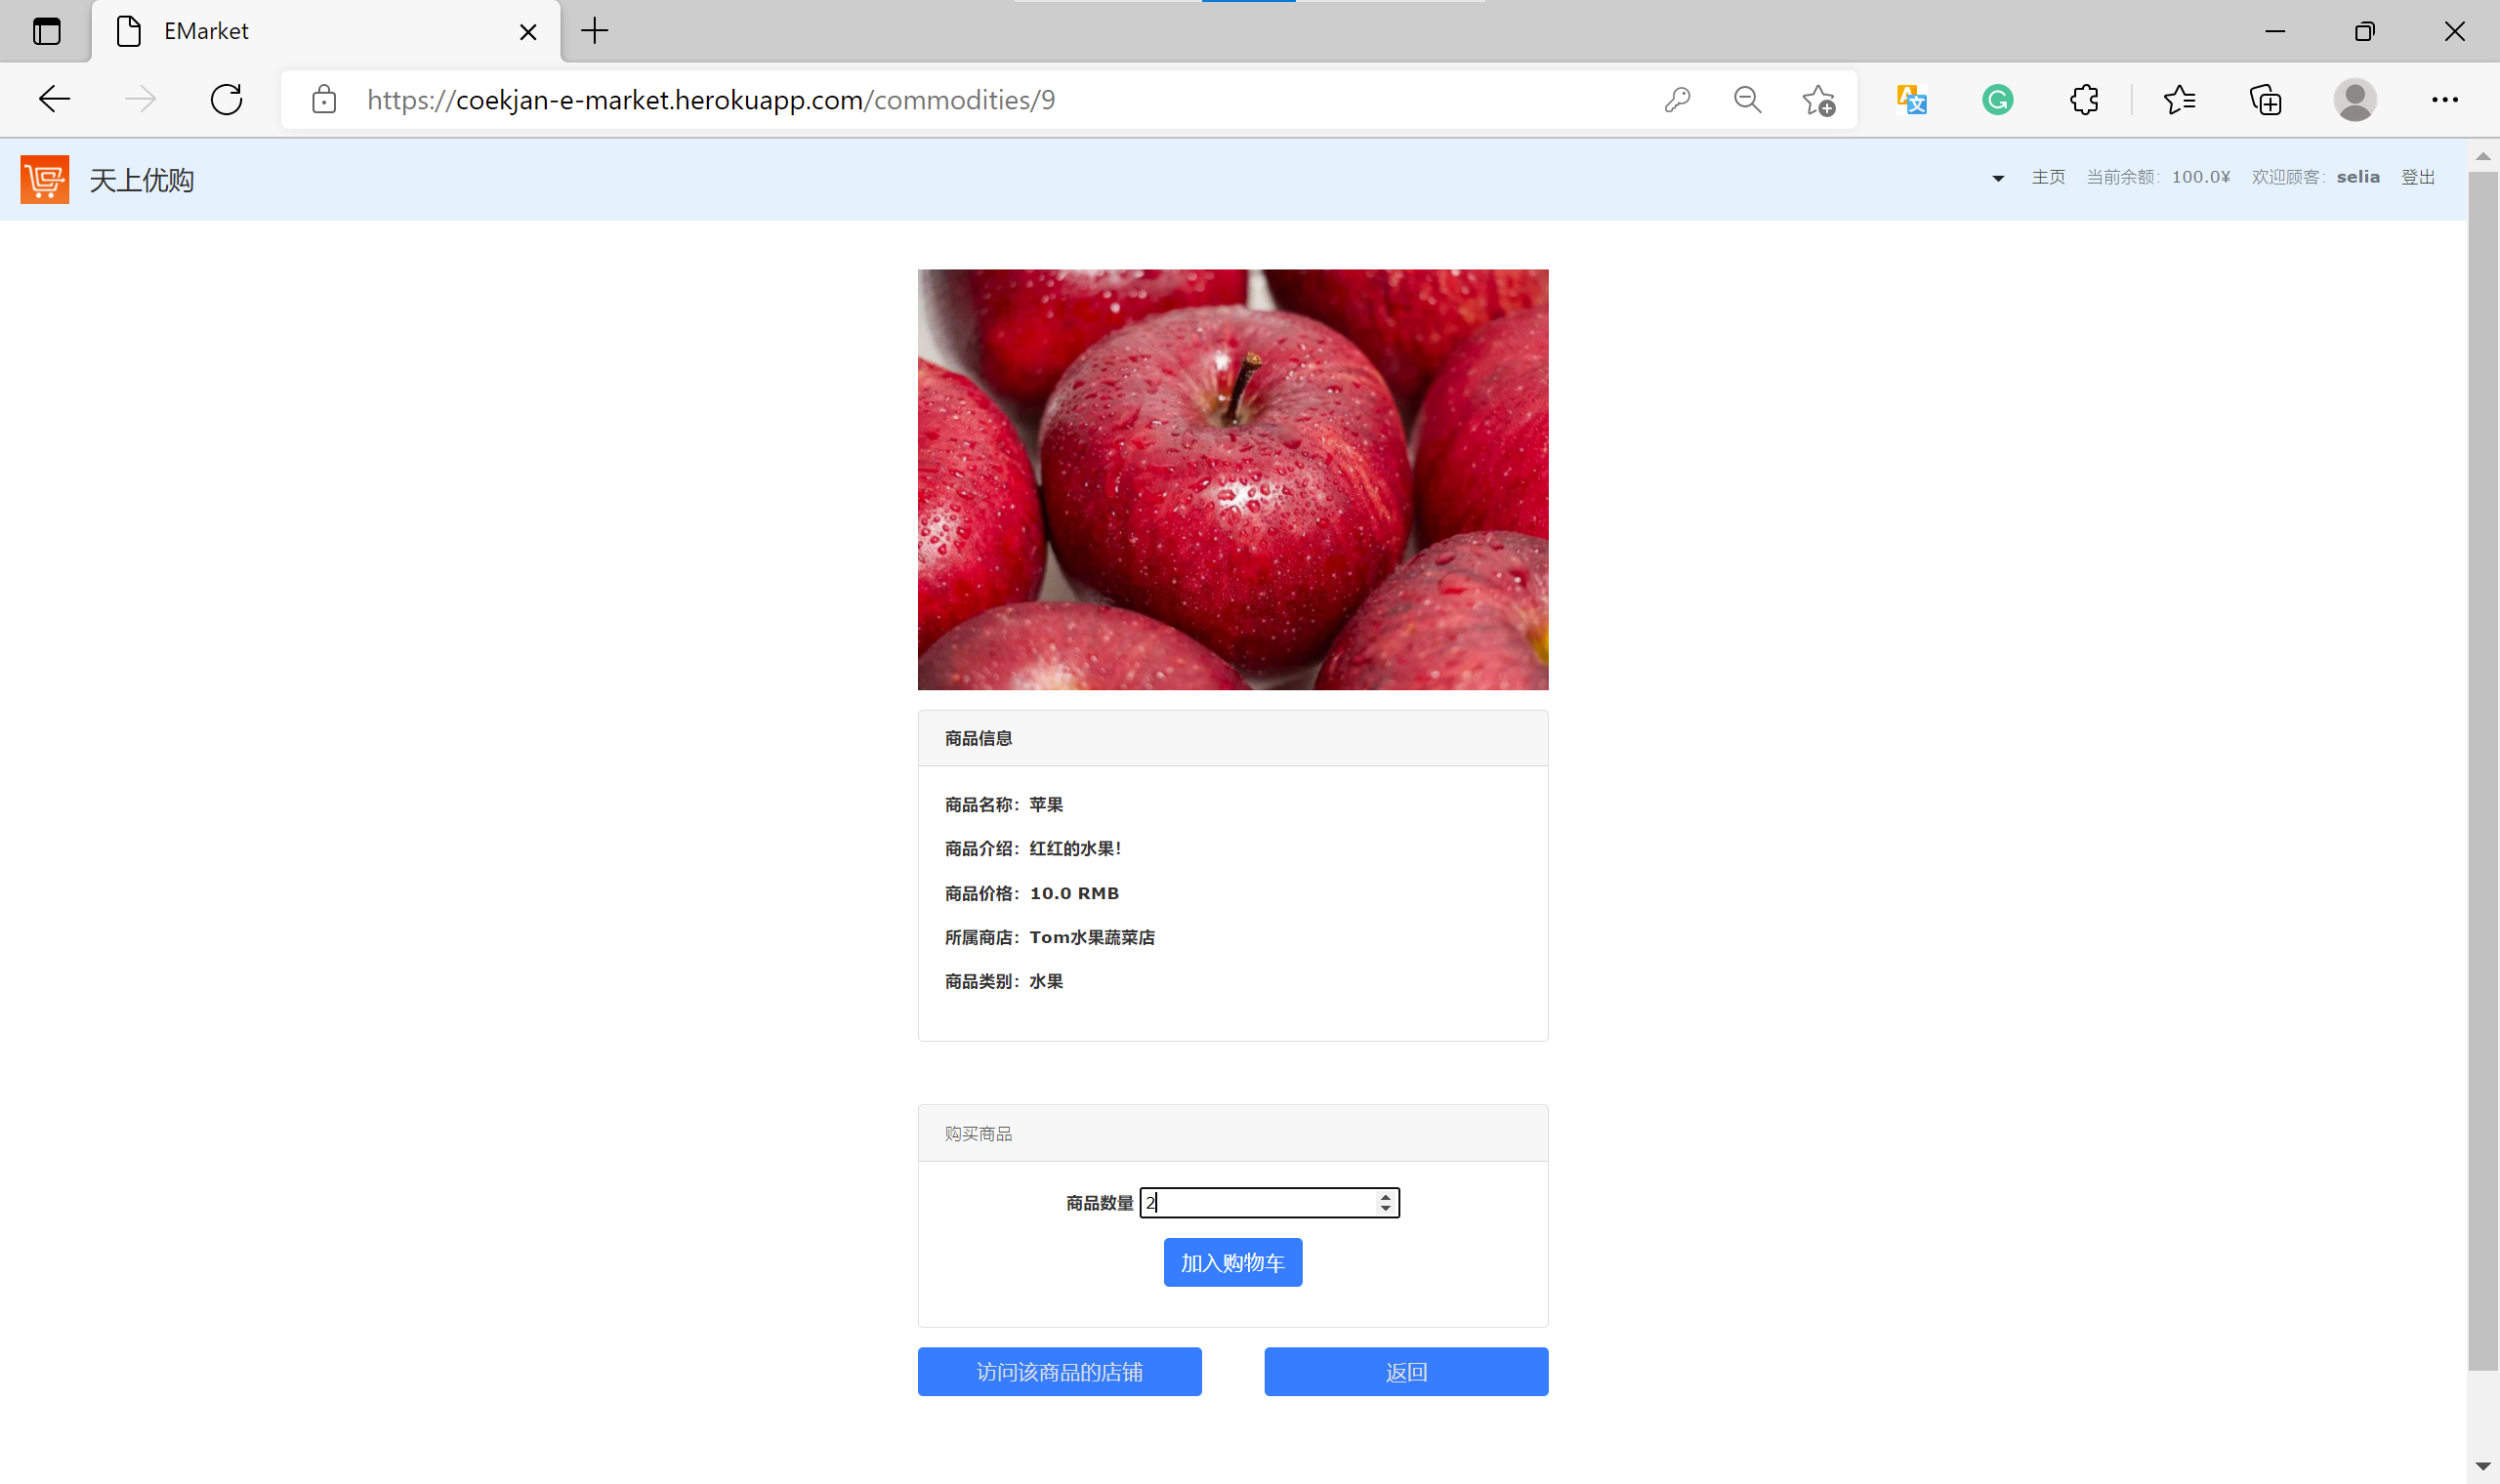 EMarket
https://coekjan-e-market.herokuapp.com/commodities/9
天上优购
主页 当前余额：100.0¥ 欢迎顾客：selia 登出
商品信息
商品名称：苹果
商品介绍：红红的水果！
商品价格：10.0 RMB
所属商店：Tom水果蔬菜店
商品类别：水果
购买商品
商品数量 2
加入购物车
访问该商品的店铺 返回